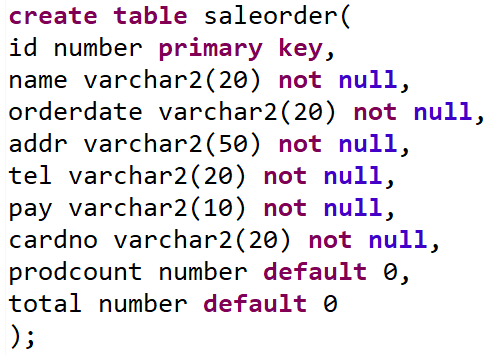 create table saleorder(
id number primary key,
name varchar2(20) not null,
orderdate varchar2(20) not null,
addr varchar2(50) not null,
tel varchar2(20) not null,
pay varchar2(10) not null,
cardno varchar2(20) not null,
prodcount number default 0,
total number default 0
);